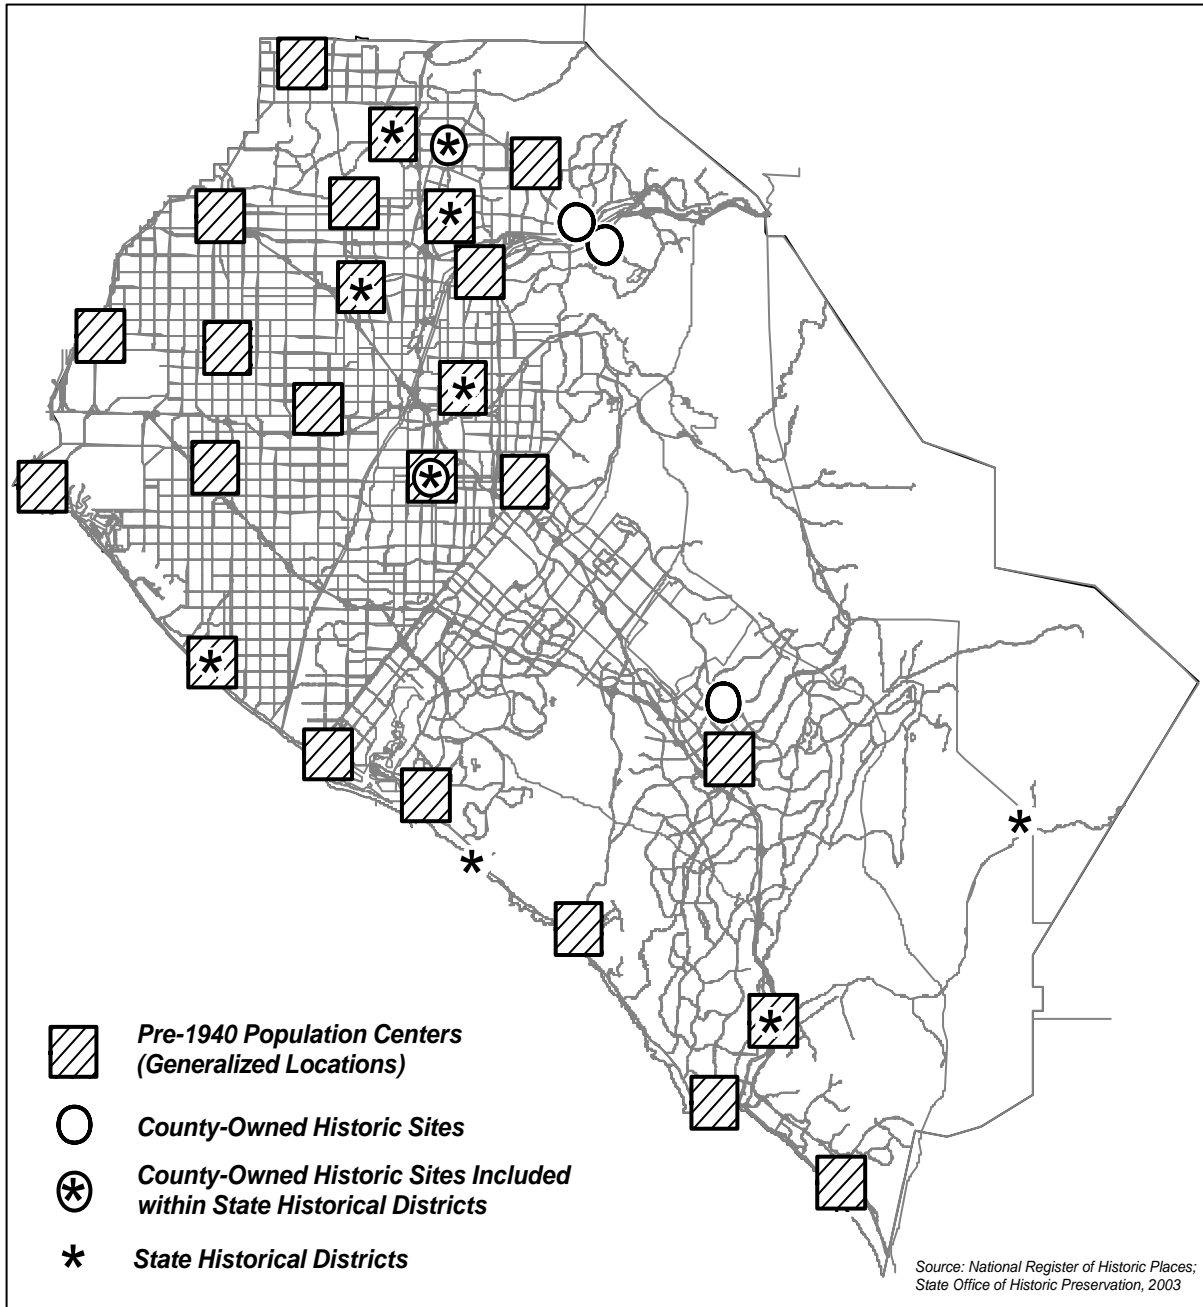 Pre-1940 Population Centers
(Generalized Locations)
County-Owned Historic Sites
County-Owned Historic Sites Included
within State Historical Districts
State Historical Districts
Source: National Register of Historic Places;
State Office of Historic Preservation, 2003